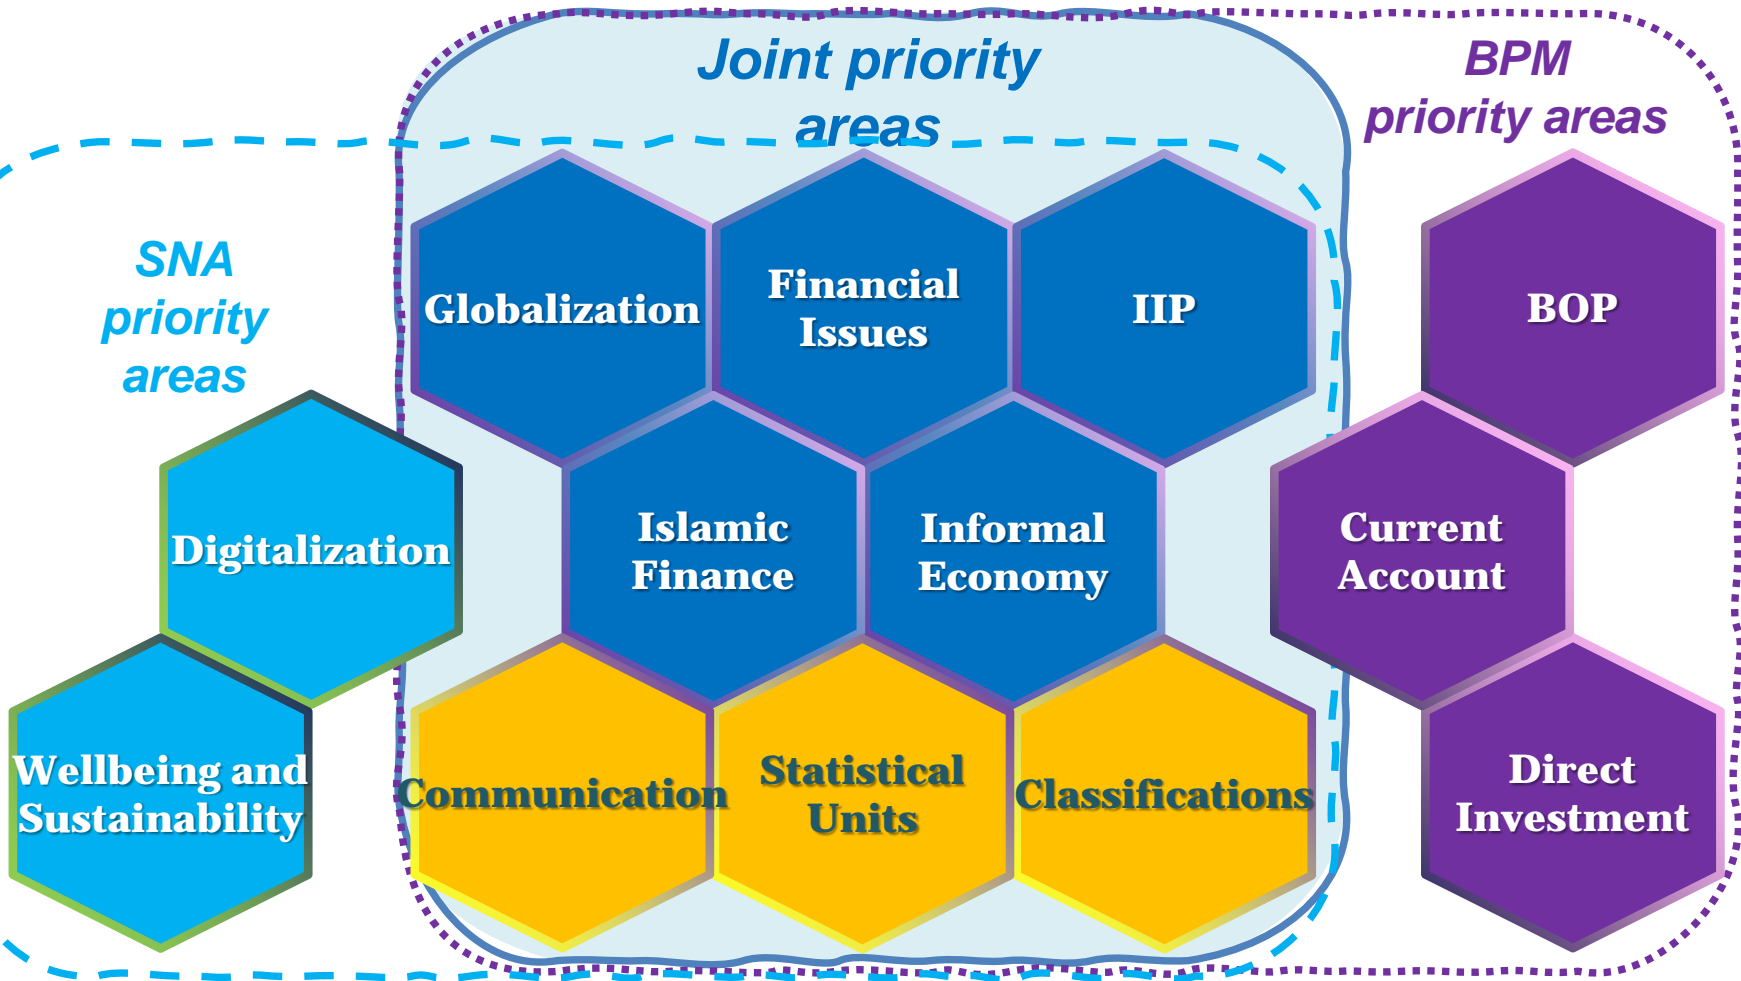 Joint priority
areas
BPM
priority areas
SNA
priority
areas
Globalization
Financial
Issues
IIP
BOP
Digitalization
Islamic
Finance
Informal
Economy
Current
Account
Wellbeing and
Sustainability
Communication
Statistical
Units
Classifications
Direct
Investment